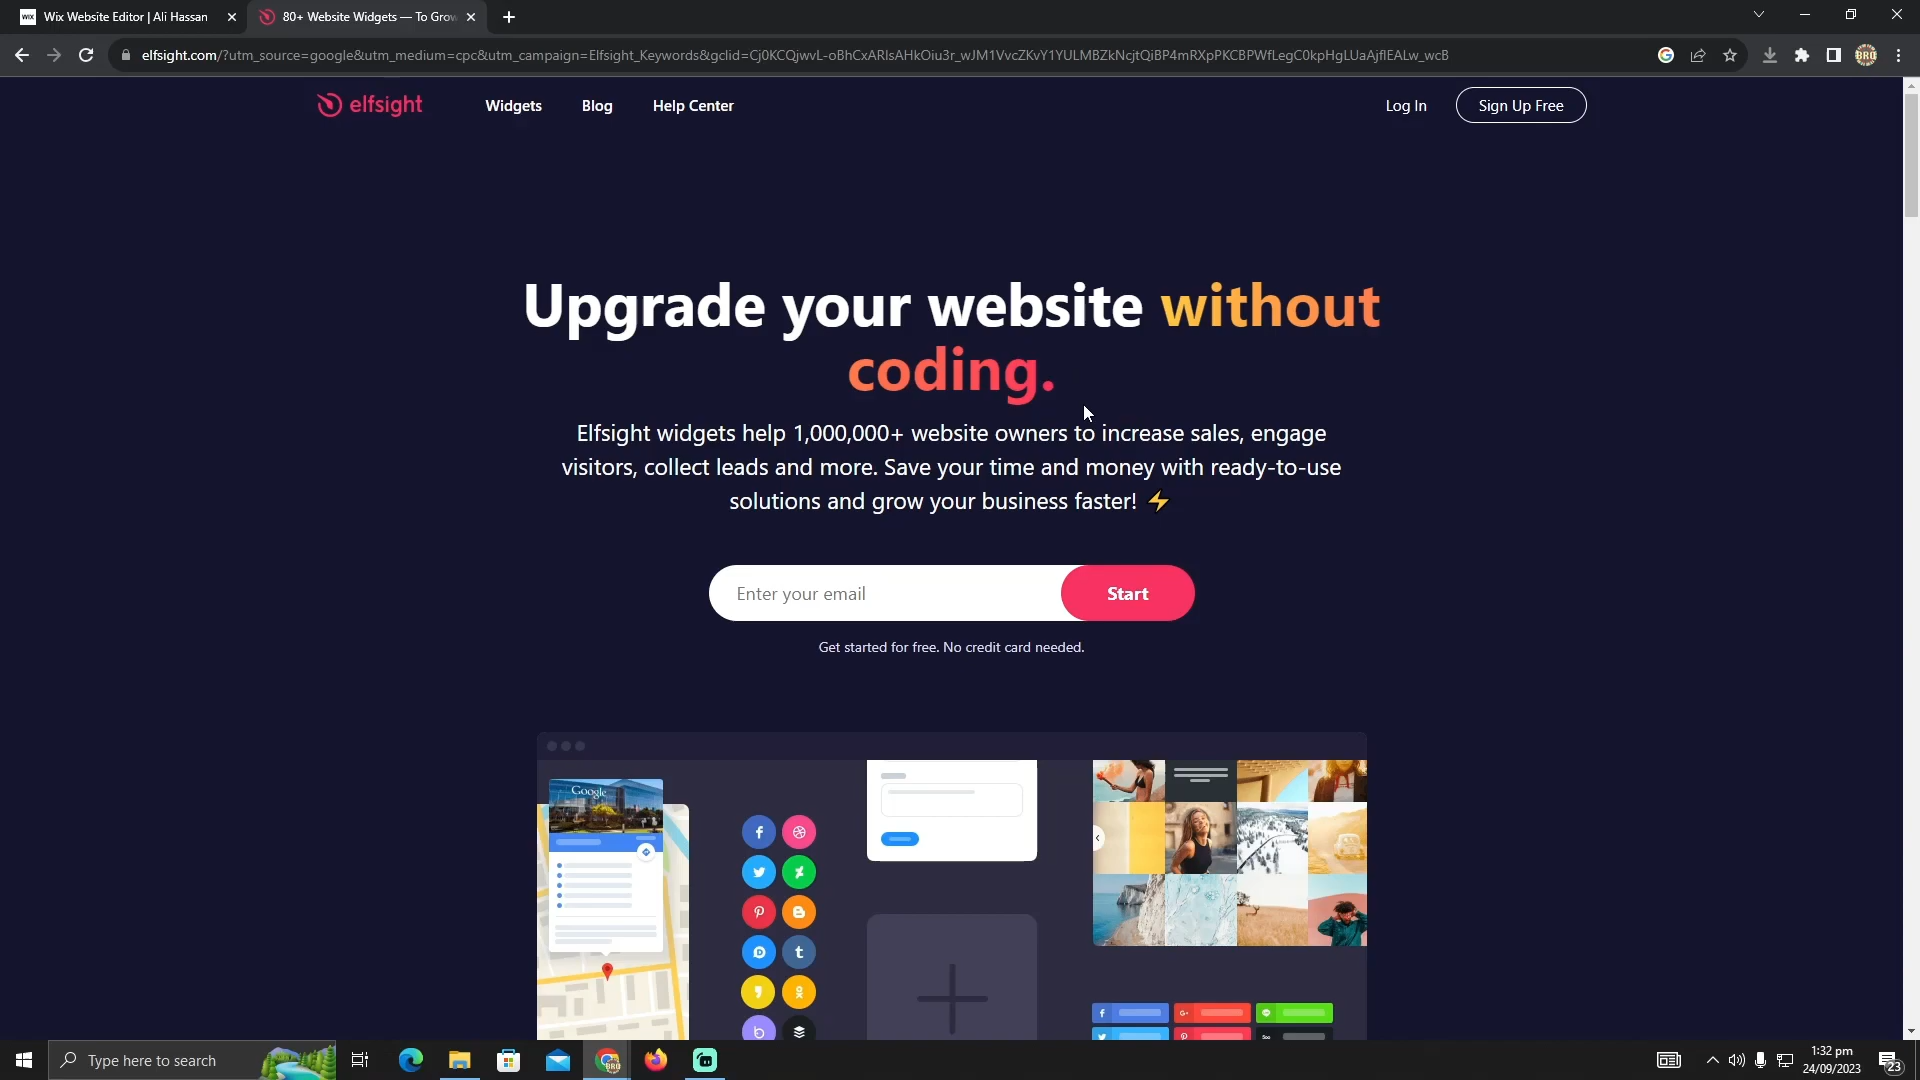 Wix Website Editor | Ali Hassan
80+ Website Widgets — To Grow
elfsight.com/?utm_source=google&utm_medium=cpc&utm_campaign=Elfsight_Keywords&gclid=Cj0KCQjwvL-oBhCxARIsAHkOiu3r_wJM1VvcZKvY1YULMBZkNcjtQiBP4mRXpPKCBPWfLegC0kpHgLUaAjflEALw_wcB
elfsight
Widgets
Blog
Help Center
Log In
Sign Up Free
Upgrade your website without
coding.
Elfsight widgets help 1,000,000+ website owners to increase sales, engage
visitors, collect leads and more. Save your time and money with ready-to-use
solutions and grow your business faster! ⚡
Enter your email
Start
Get started for free. No credit card needed.
Google
Type here to search
1:32 pm
24/09/2023
23